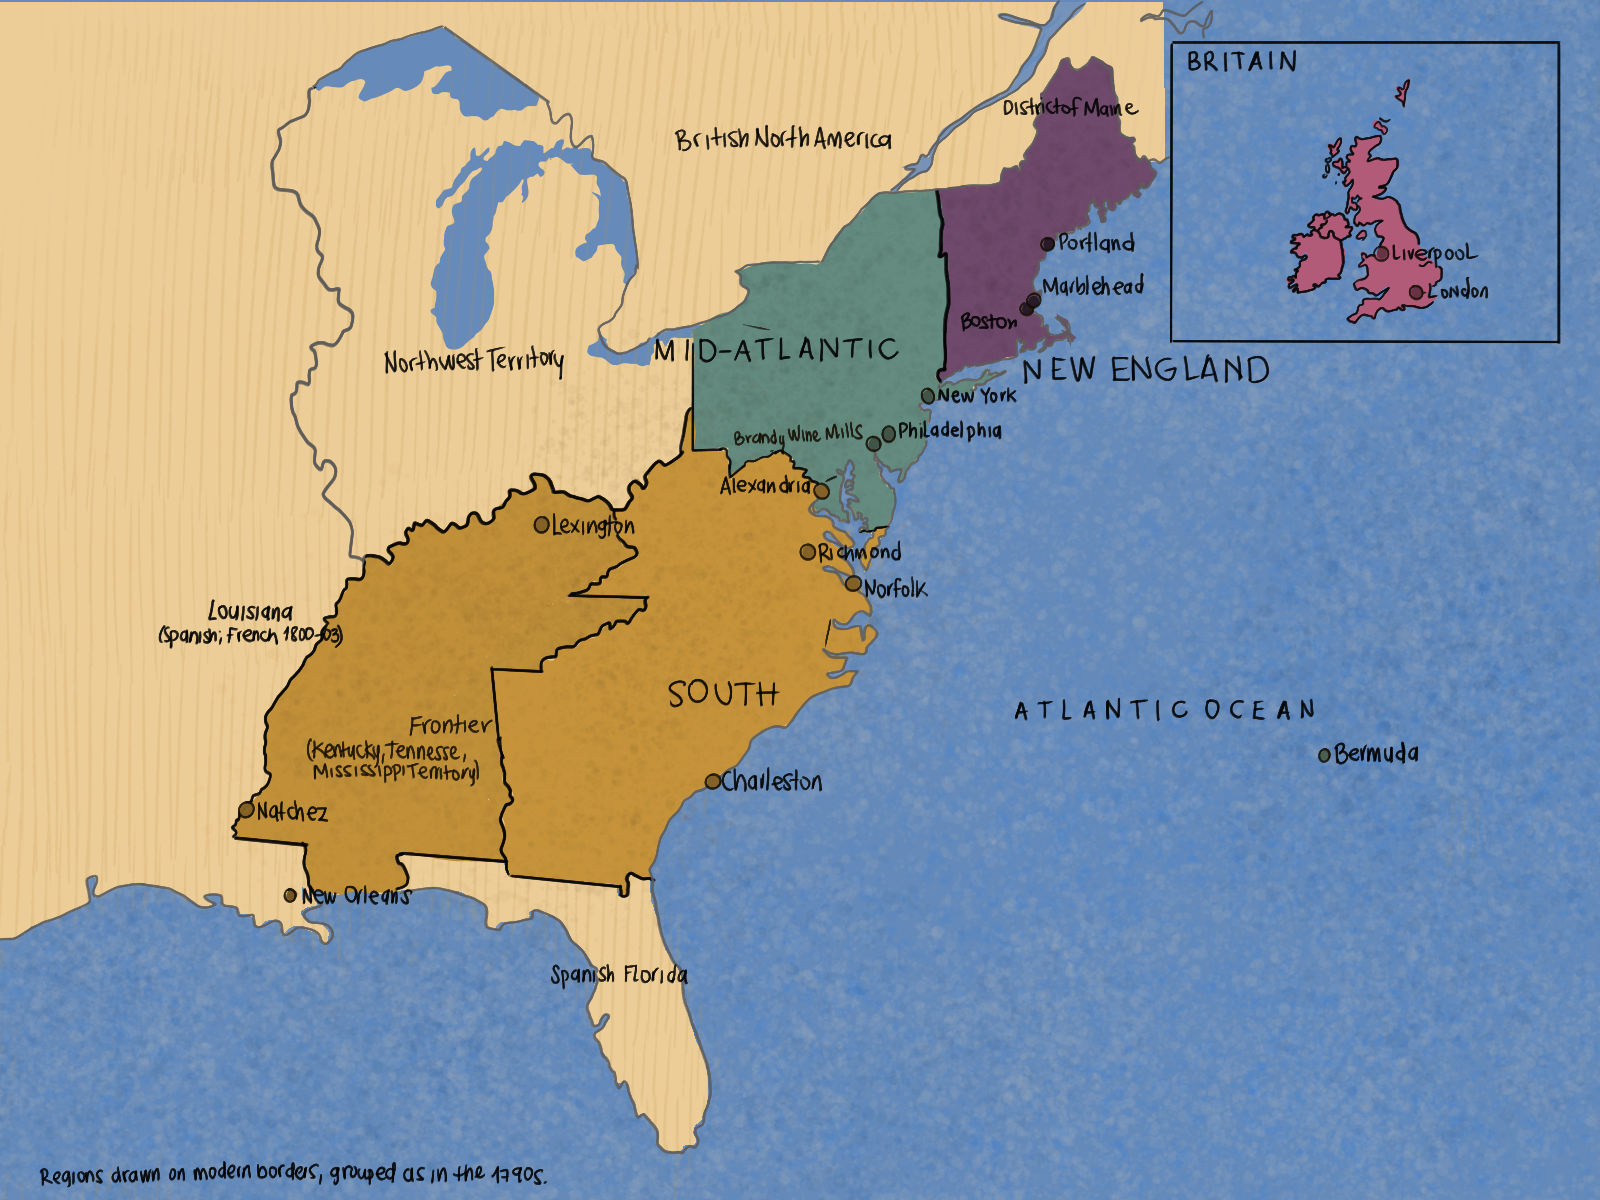 BRITAIN
District of Maine
British North America
Liverpool
London
Portland
Marblehead
Boston
MID-ATLANTIC
Northwest Territory
NEW ENGLAND
New York
Philadelphia
Brandy Wine Mills
Alexandria
Lexington
Richmond
Norfolk
Louisiana
(Spanish; French 1800-03)
SOUTH
ATLANTIC OCEAN
Frontier
(Kentucky, Tennesse,
Mississippi Territory)
Bermuda
Charleston
Natchez
New Orleans
Spanish Florida
Regions drawn on modern borders, grouped as in the 1790s.